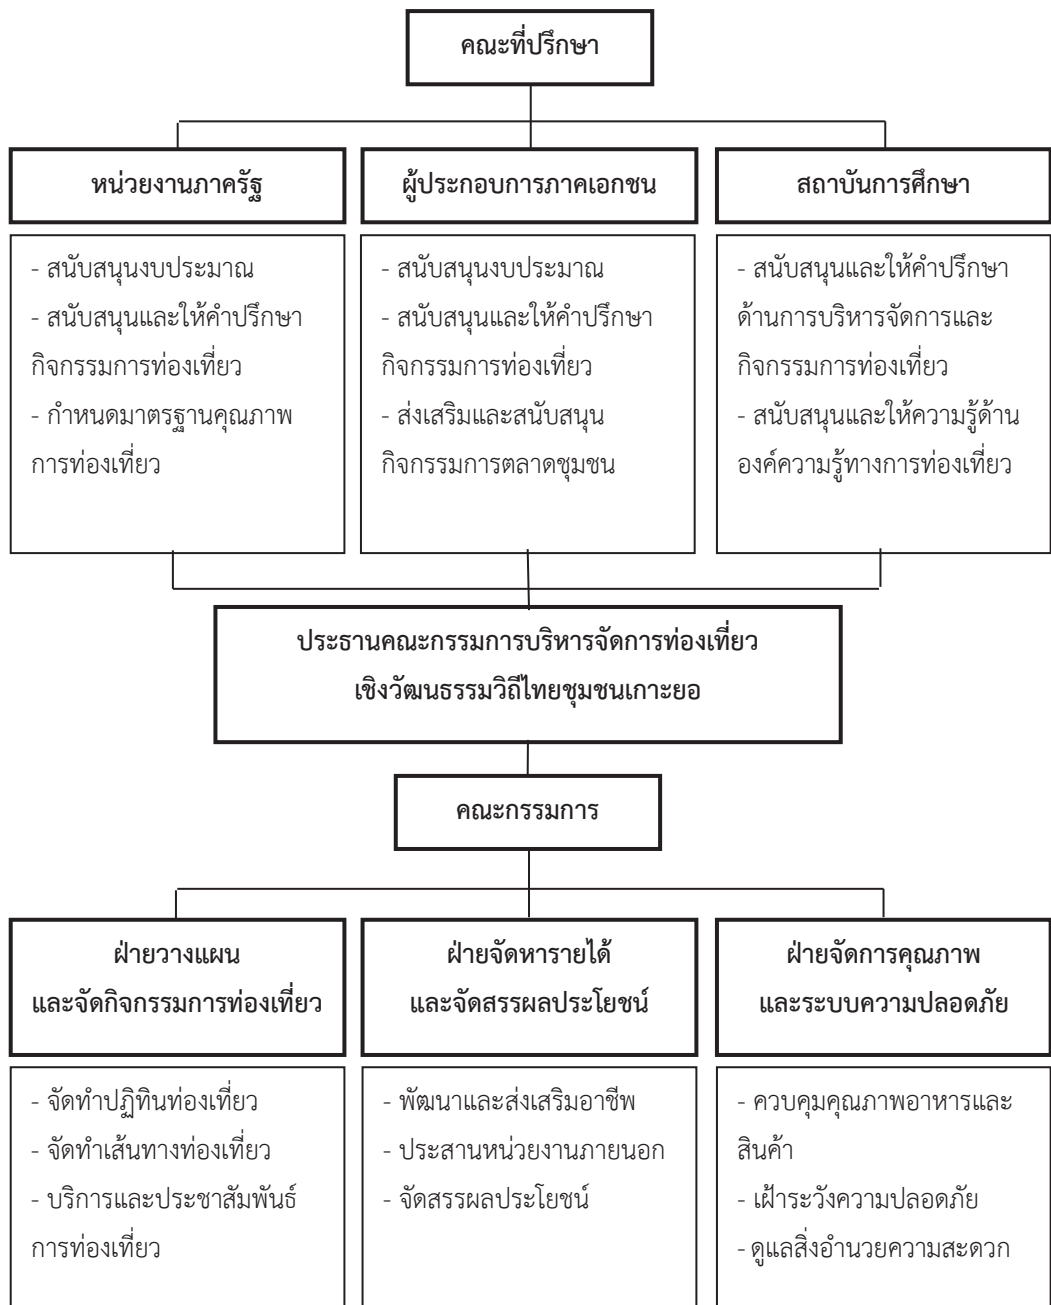 คณะที่ปรึกษา
หน่วยงานภาครัฐ
ผู้ประกอบการภาคเอกชน
สถาบันการศึกษา
- สนับสนุนงบประมาณ
- สนับสนุนและให้คำปรึกษา
กิจกรรมการท่องเที่ยว
- กำหนดมาตรฐานคุณภาพ
การท่องเที่ยว
- สนับสนุนงบประมาณ
- สนับสนุนและให้คำปรึกษา
กิจกรรมการท่องเที่ยว
- ส่งเสริมและสนับสนุน
กิจกรรมการตลาดชุมชน
- สนับสนุนและให้คำปรึกษา
ด้านการบริหารจัดการและ
กิจกรรมการท่องเที่ยว
- สนับสนุนและให้ความรู้ด้าน
องค์ความรู้ทางการท่องเที่ยว
ประธานคณะกรรมการบริหารจัดการท่องเที่ยว
เชิงวัฒนธรรมวิถีไทยชุมชนเกาะยอ
คณะกรรมการ
ฝ่ายวางแผน
และจัดกิจกรรมการท่องเที่ยว
ฝ่ายจัดหารายได้
และจัดสรรผลประโยชน์
ฝ่ายจัดการคุณภาพ
และระบบความปลอดภัย
- จัดทำปฏิทินท่องเที่ยว
- จัดทำเส้นทางท่องเที่ยว
- บริการและประชาสัมพันธ์
การท่องเที่ยว
- พัฒนาและส่งเสริมอาชีพ
- ประสานหน่วยงานภายนอก
- จัดสรรผลประโยชน์
- ควบคุมคุณภาพอาหารและ
สินค้า
- เฝ้าระวังความปลอดภัย
- ดูแลสิ่งอำนวยความสะดวก